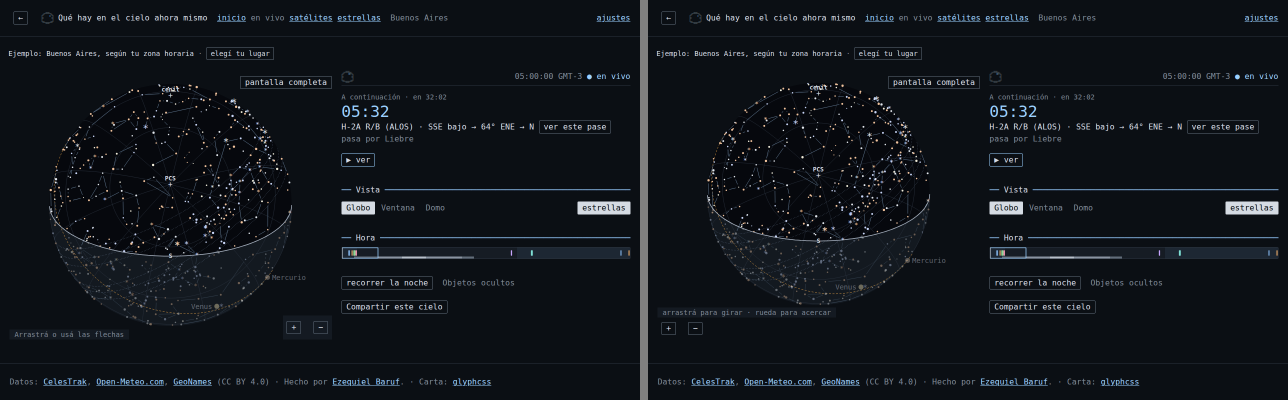 ← Qué hay en el cielo ahora mismo inicio en vivo satélites estrellas Buenos Aires ajustes
Ejemplo: Buenos Aires, según tu zona horaria · elegí tu lugar
pantalla completa
05:00:00 GMT-3 ● en vivo
A continuación · en 32:02
05:32
H-2A R/B (ALOS) · SSE bajo → 64° ENE → N ver este pase
pasa por Liebre
▶ ver
Vista
Globo Ventana Domo estrellas
Hora
recorrer la noche Objetos ocultos
Compartir este cielo
cenit
PCS
S
Mercurio
Venus
+ −
Arrastrá o usá las flechas
Datos: CelesTrak, Open-Meteo.com, GeoNames (CC BY 4.0) · Hecho por Ezequiel Baruf. · Carta: glyphcss
← Qué hay en el cielo ahora mismo inicio en vivo satélites estrellas Buenos Aires ajustes
Ejemplo: Buenos Aires, según tu zona horaria · elegí tu lugar
pantalla completa
05:00:00 GMT-3 ● en vivo
A continuación · en 32:02
05:32
H-2A R/B (ALOS) · SSE bajo → 64° ENE → N ver este pase
pasa por Liebre
▶ ver
Vista
Globo Ventana Domo estrellas
Hora
recorrer la noche Objetos ocultos
Compartir este cielo
cenit
PCS
S
Mercurio
Venus
arrastrá para girar · rueda para acercar
+ −
Datos: CelesTrak, Open-Meteo.com, GeoNames (CC BY 4.0) · Hecho por Ezequiel Baruf. · Carta: glyphcss